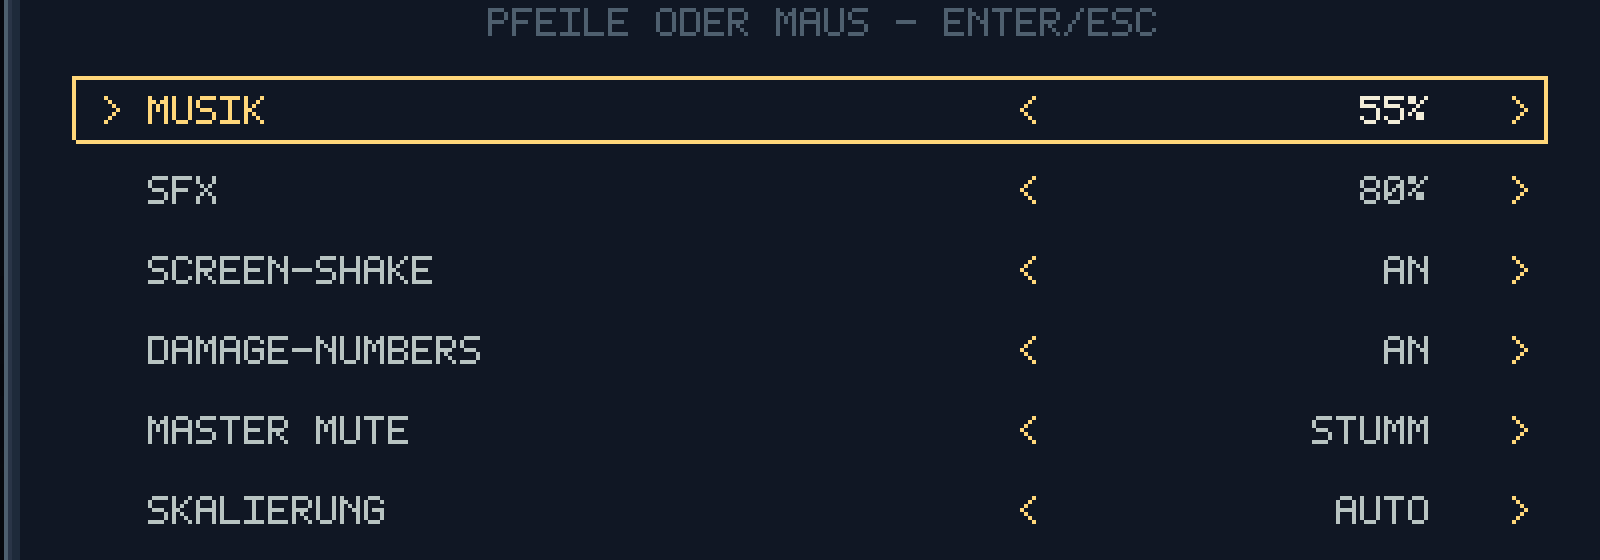 PFEILE ODER MAUS - ENTER/ESC
> MUSIK < 55% >
SFX < 80% >
SCREEN-SHAKE < AN >
DAMAGE-NUMBERS < AN >
MASTER MUTE < STUMM >
SKALIERUNG < AUTO >